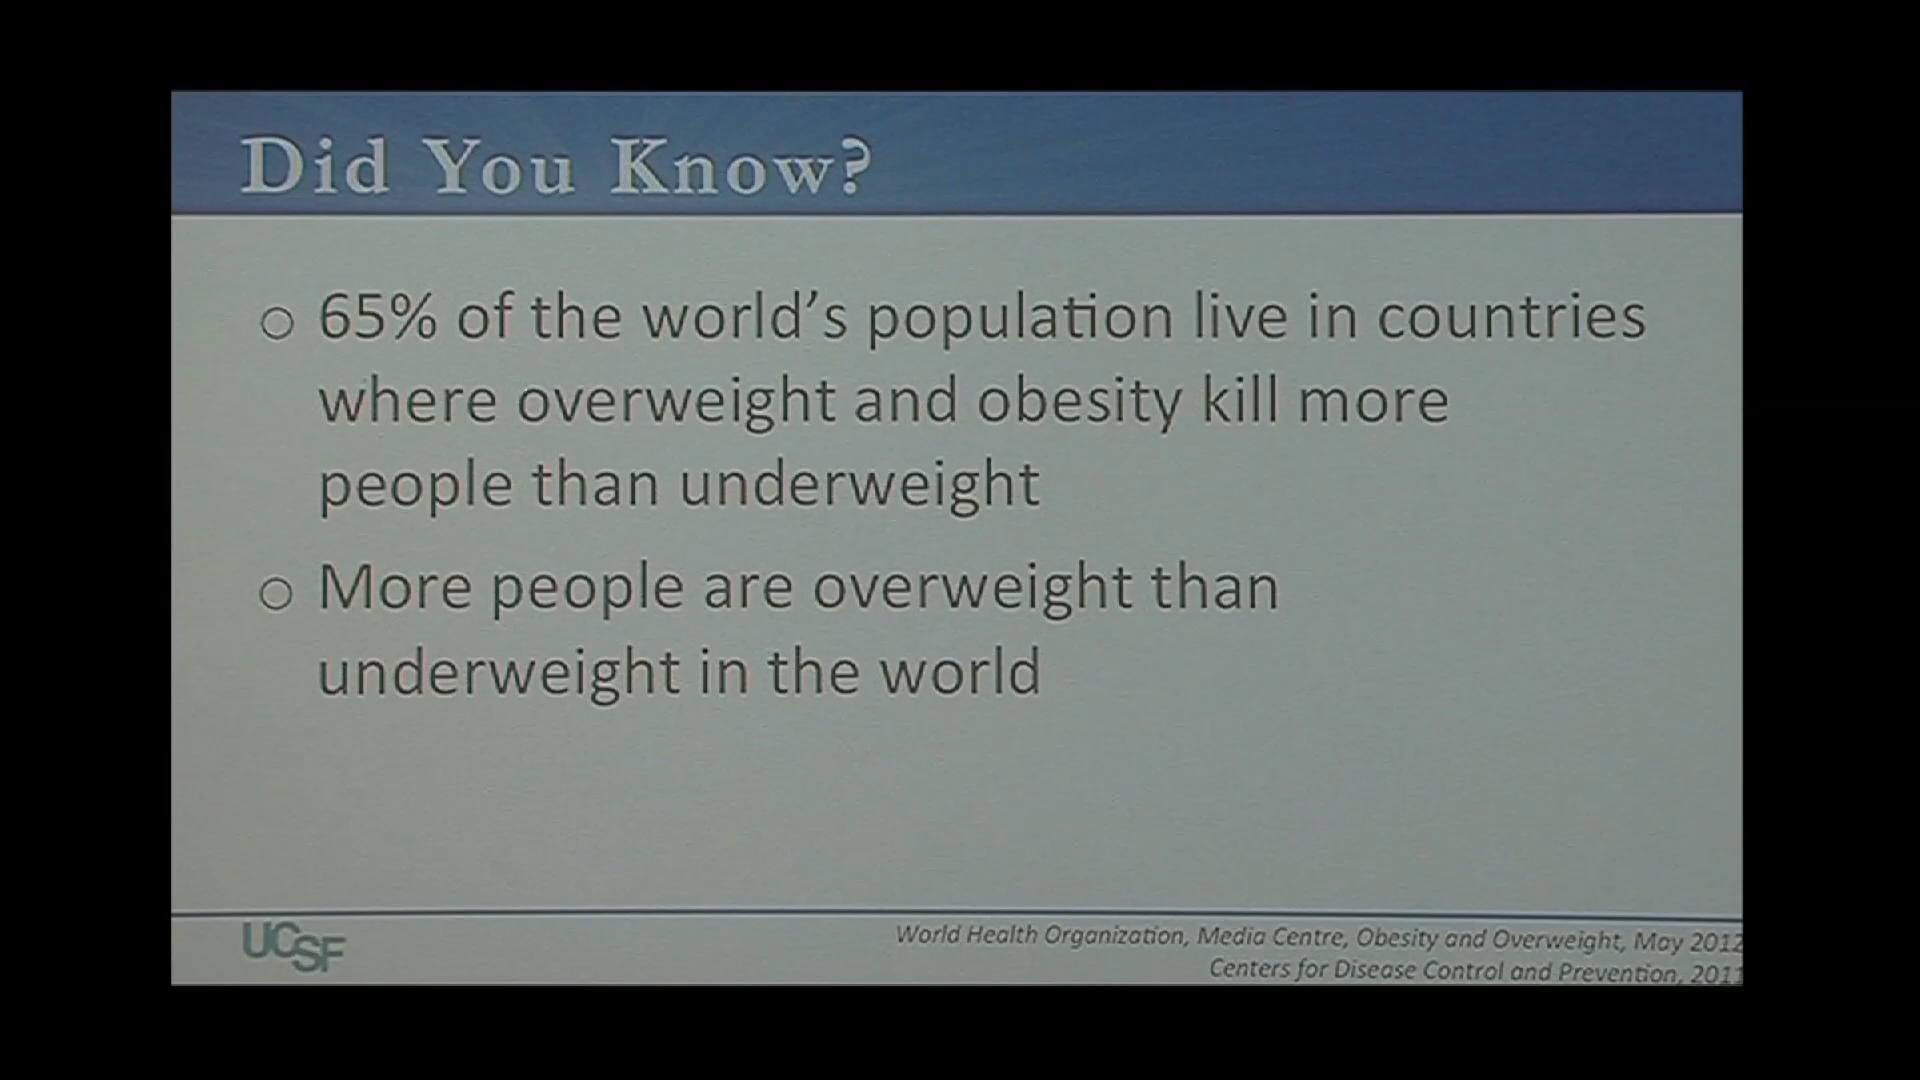 Did You Know?
o 65% of the world's population live in countries
where overweight and obesity kill more
people than underweight
o More people are overweight than
underweight in the world
UCSF
World Health Organization, Media Centre, Obesity and Overweight, May 2012
Centers for Disease Control and Prevention, 2011